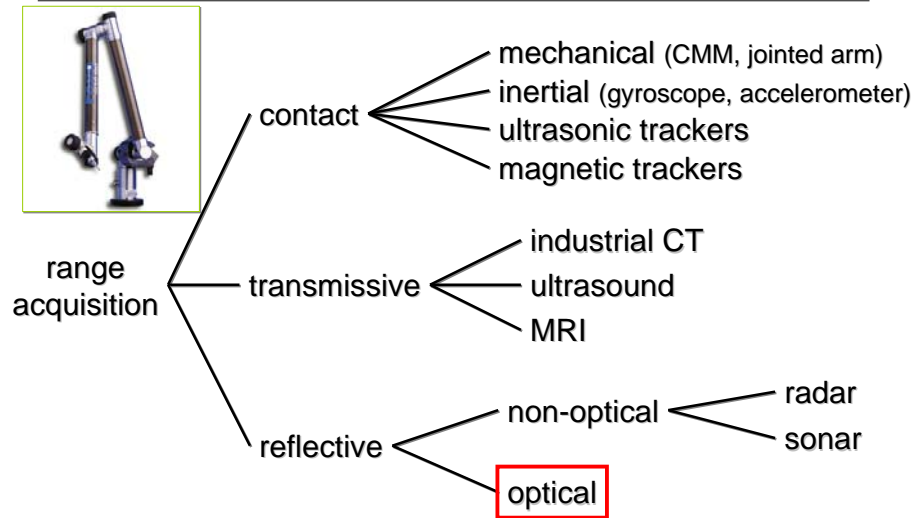 mechanical (CMM, jointed arm)
inertial (gyroscope, accelerometer)
contact
ultrasonic trackers
magnetic trackers
industrial CT
range
acquisition
transmissive
ultrasound
MRI
non-optical
radar
sonar
reflective
optical